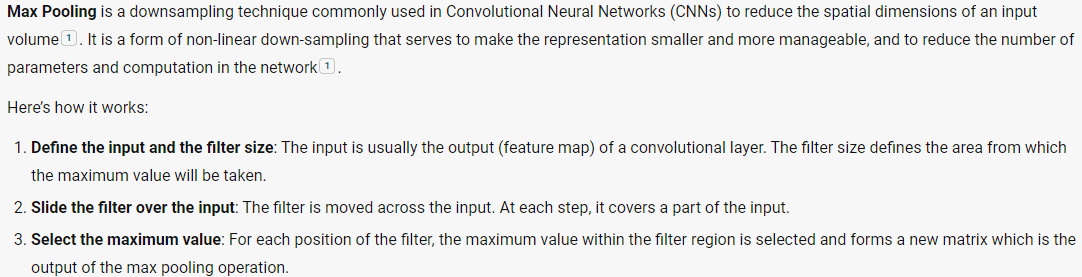 Max Pooling is a downsampling technique commonly used in Convolutional Neural Networks (CNNs) to reduce the spatial dimensions of an input
volume 1 . It is a form of non-linear down-sampling that serves to make the representation smaller and more manageable, and to reduce the number of
parameters and computation in the network 1 .
Here’s how it works:
1. Define the input and the filter size: The input is usually the output (feature map) of a convolutional layer. The filter size defines the area from which
the maximum value will be taken.
2. Slide the filter over the input: The filter is moved across the input. At each step, it covers a part of the input.
3. Select the maximum value: For each position of the filter, the maximum value within the filter region is selected and forms a new matrix which is the
output of the max pooling operation.